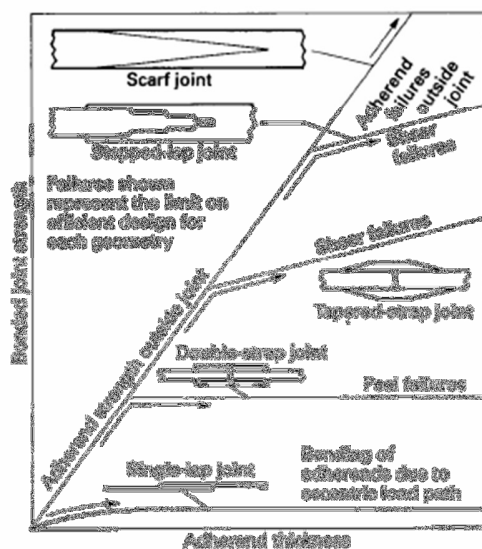 Scarf joint
Adherend
failures
outside
joint
Stepped-lap joint
Shear
failures
Failures shown
represent the limit on
efficient design for
each geometry
Bonded joint strength
Shear failures
Tapered-strap joint
Adherend strength outside joint
Double-strap joint
Peel failures
Single-lap joint
Bending of
adherends due to
eccentric load path
Adherend thickness